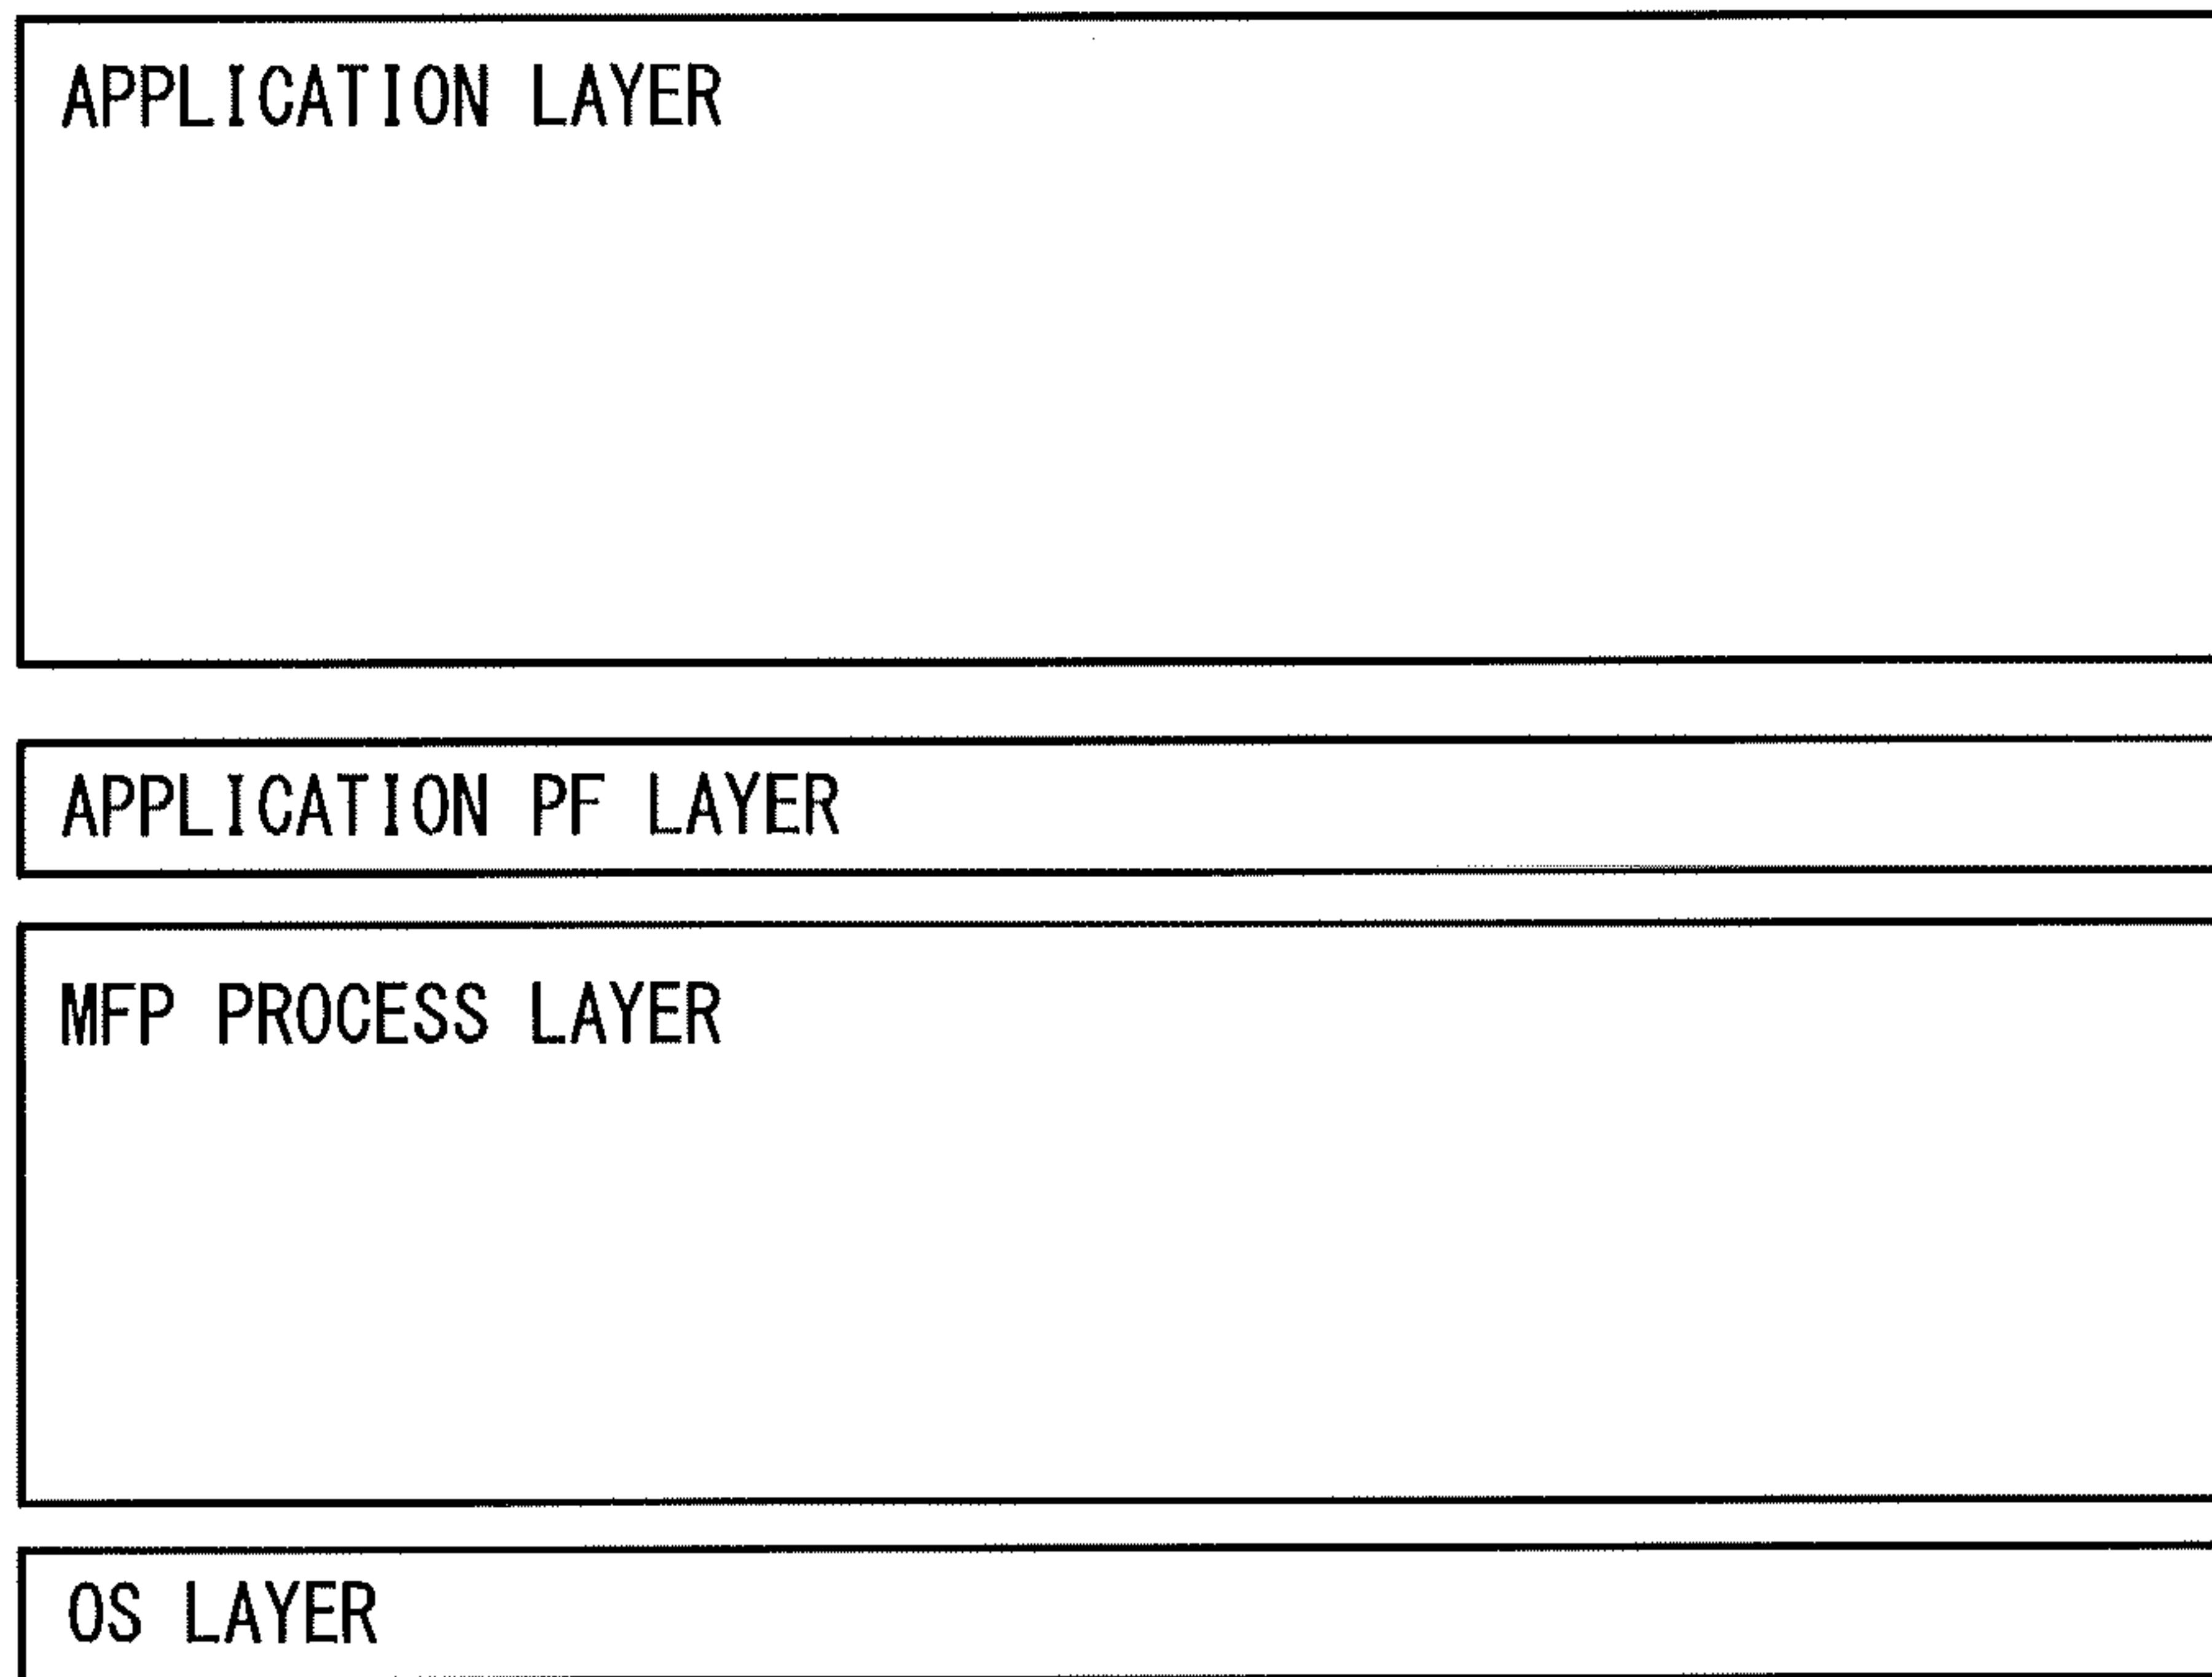 APPLICATION LAYER
APPLICATION PF LAYER
MFP PROCESS LAYER
OS LAYER